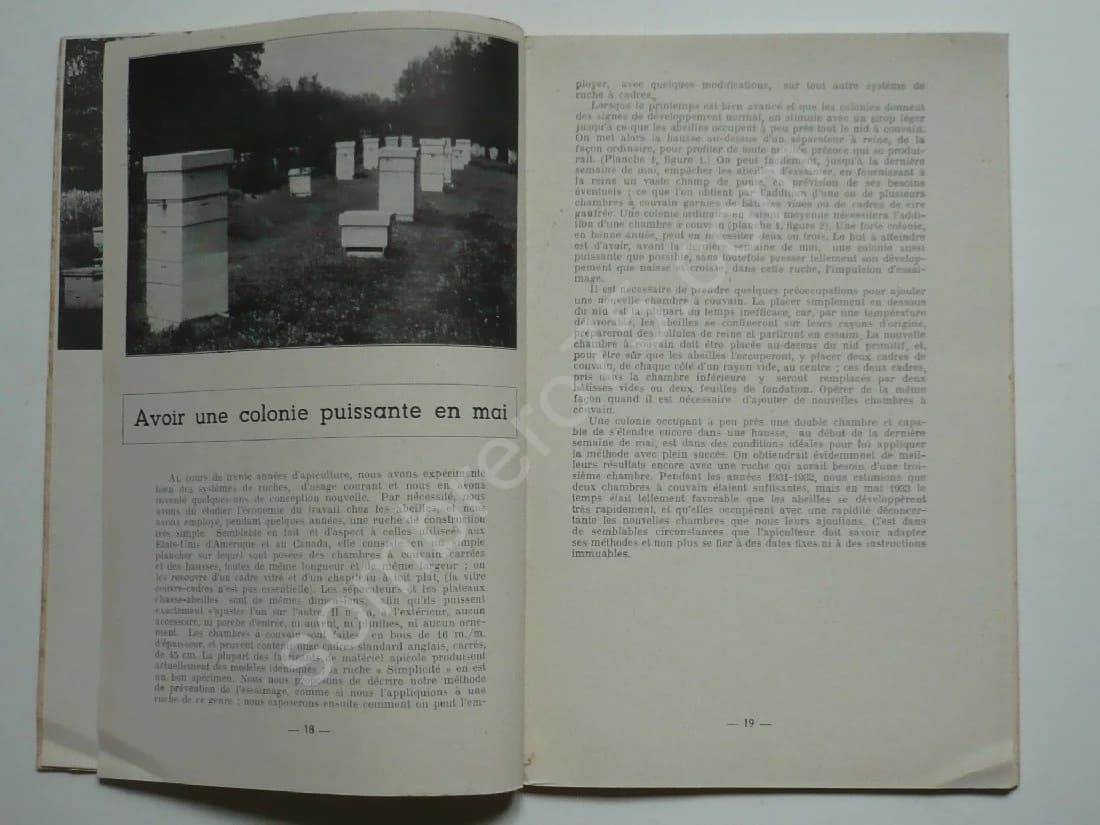 Avoir une colonie puissante en mai
Au cours de trente années d'apiculture, nous avons expérimenté
bien des systèmes de ruches, d'usage courant et nous en avons
inventé quelques-uns de conception nouvelle. Par nécessité, nous
avons dû étudier l'économie du travail chez les abeilles, et nous
avons employé, pendant quelques années, une ruche de construction
très simple Semblable en fait et d'aspect à celles utilisées aux
Etats-Unis d'Amérique et au Canada, elle consiste en un simple
plancher sur lequel sont posées des chambres à couvain carrées
et des hausses, toutes de même longueur et de même largeur ; on
les recouvre d'un cadre vitré et d'un chapiteau à toit plat, (la vitre
couvre-cadres n'est pas essentielle). Les séparateurs et les plateaux
chasse-abeilles sont de mêmes dimensions, afin qu'ils puissent
exactement s'ajuster l'un sur l'autre. Il n'y a, à l'extérieur, aucun
accessoire, ni porche d'entrée, ni auvent, ni plinthes, ni aucun orne-
ment. Les chambres à couvain sont faites en bois de 16 m./m.
d'épaisseur, et peuvent contenir onze cadres standard anglais, carrés,
de 45 cm. La plupart des fabricants de matériel apicole produisent
actuellement des modèles identiques : la ruche « Simplicité » en est
un bon spécimen. Nous nous proposons de décrire notre méthode
de prévention de l'essaimage, comme si nous l'appliquions à une
ruche de ce genre ; nous exposerons ensuite comment on peut l'em-
— 18 —
ployer, avec quelques modifications, sur tout autre système de
ruche à cadres.
Lorsque le printemps est bien avancé et que les colonies donnent
des signes de développement normal, on stimule avec un sirop léger
jusqu'à ce que les abeilles occupent à peu près tout le nid à couvain.
On met alors la hausse au-dessus d'un séparateur à reine, de la
façon ordinaire, pour profiter de toute miellée précoce qui se produi-
rait. (Planche I, figure 1.) On peut facilement, jusqu'à la dernière
semaine de mai, empêcher les abeilles d'essaimer, en fournissant à
la reine un vaste champ de ponte, en prévision de ses besoins
éventuels ; ce que l'on obtient par l'addition d'une ou de plusieurs
chambres à couvain garnies de bâtisses vides ou de cadres de cire
gaufrée. Une colonie ordinaire en saison moyenne nécessitera l'addi-
tion d'une chambre à couvain (planche 1, figure 2). Une forte colonie,
en bonne année, peut en nécessiter deux ou trois. Le but à atteindre
est d'avoir, avant la dernière semaine de mai, une colonie aussi
puissante que possible, sans toutefois presser tellement son dévelop-
pement que naisse et croisse, dans cette ruche, l'impulsion d'essai-
mage.
Il est nécessaire de prendre quelques préoccupations pour ajouter
une nouvelle chambre à couvain. La placer simplement en dessous
du nid est la plupart du temps inefficace, car, par une température
défavorable, les abeilles se confineront sur leurs rayons d'origine,
prépareront des cellules de reine et partiront en essaim. La nouvelle
chambre à couvain doit être placée au-dessus du nid primitif, et,
pour être sûr que les abeilles l'occuperont, y placer deux cadres de
couvain, de chaque côté d'un rayon vide, au centre ; ces deux cadres,
pris dans la chambre inférieure y seront remplacés par deux
bâtisses vides ou deux feuilles de fondation. Opérer de la même
façon quand il est nécessaire d'ajouter de nouvelles chambres à
couvain.
Une colonie occupant à peu près une double chambre et capa-
ble de s'étendre encore dans une hausse, au début de la dernière
semaine de mai, est dans des conditions idéales pour lui appliquer
la méthode avec plein succès. On obtiendrait évidemment de meil-
leurs résultats encore avec une ruche qui aurait besoin d'une troi-
sième chambre. Pendant les années 1931-1932, nous estimions que
deux chambres à couvain étaient suffisantes, mais en mai 1933 le
temps était tellement favorable que les abeilles se développèrent
très rapidement, et qu'elles occupèrent avec une rapidité déconcer-
tante les nouvelles chambres que nous leur ajoutions. C'est dans
de semblables circonstances que l'apiculteur doit savoir adapter
ses méthodes et non plus se fier à des dates fixes ni à des instructions
immuables.
— 19 —